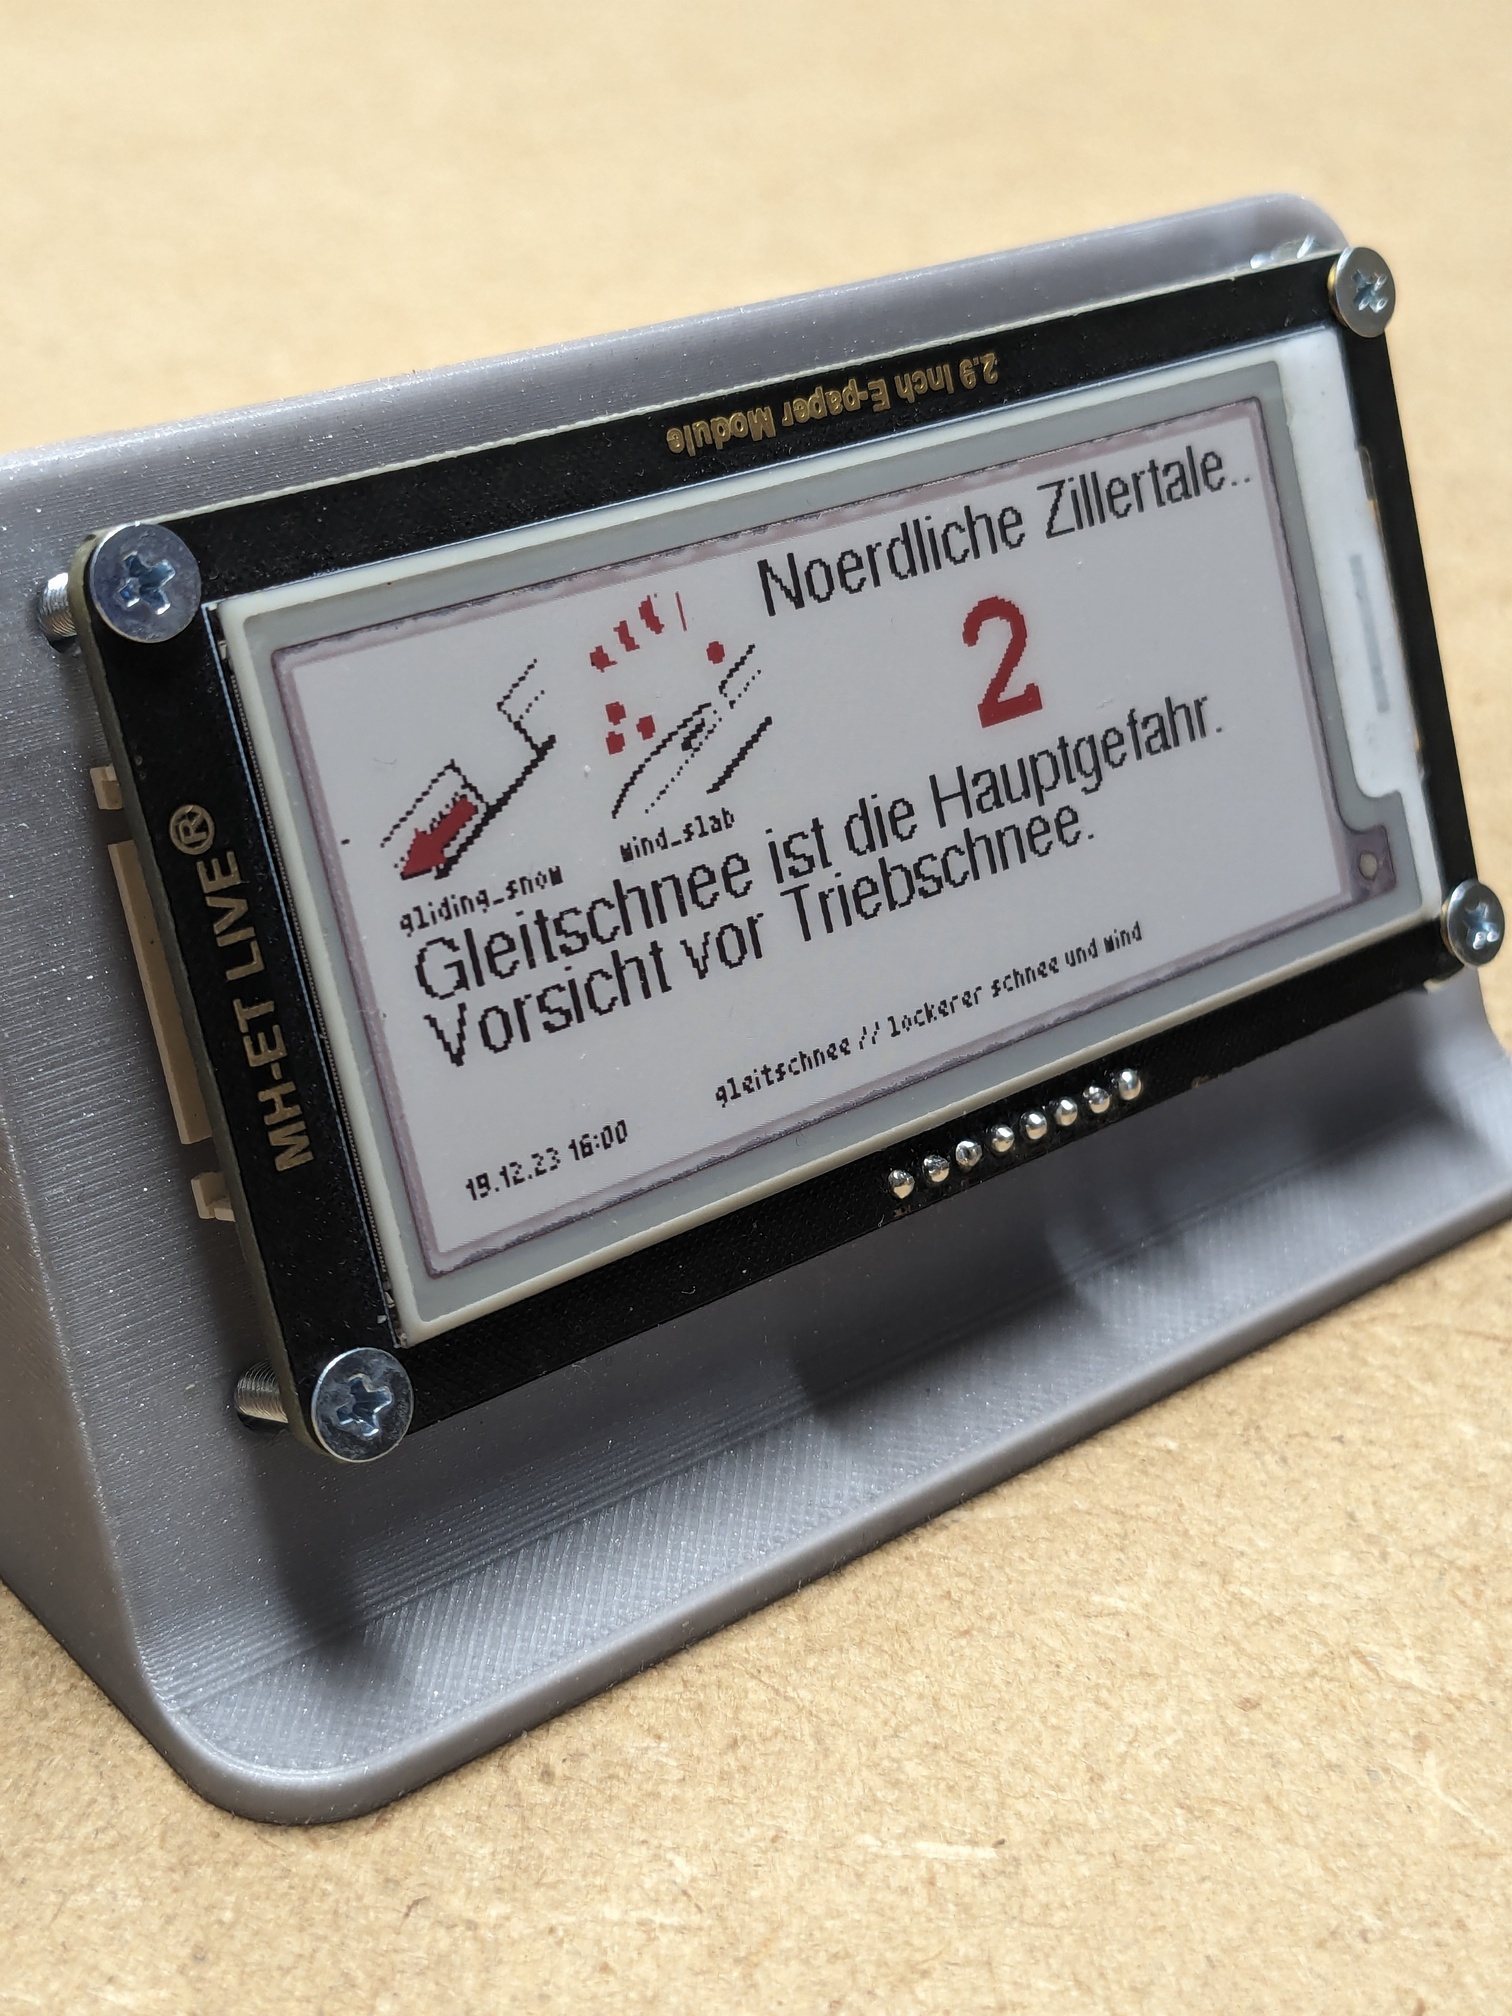 2.9 Inch E-paper Module
MH-ET LIVE®
Noerdliche Zillertale..
2
gliding_snow
wind_slab
Gleitschnee ist die Hauptgefahr.
Vorsicht vor Triebschnee.
gleitschnee // lockerer schnee und wind
19.12.23 16:00